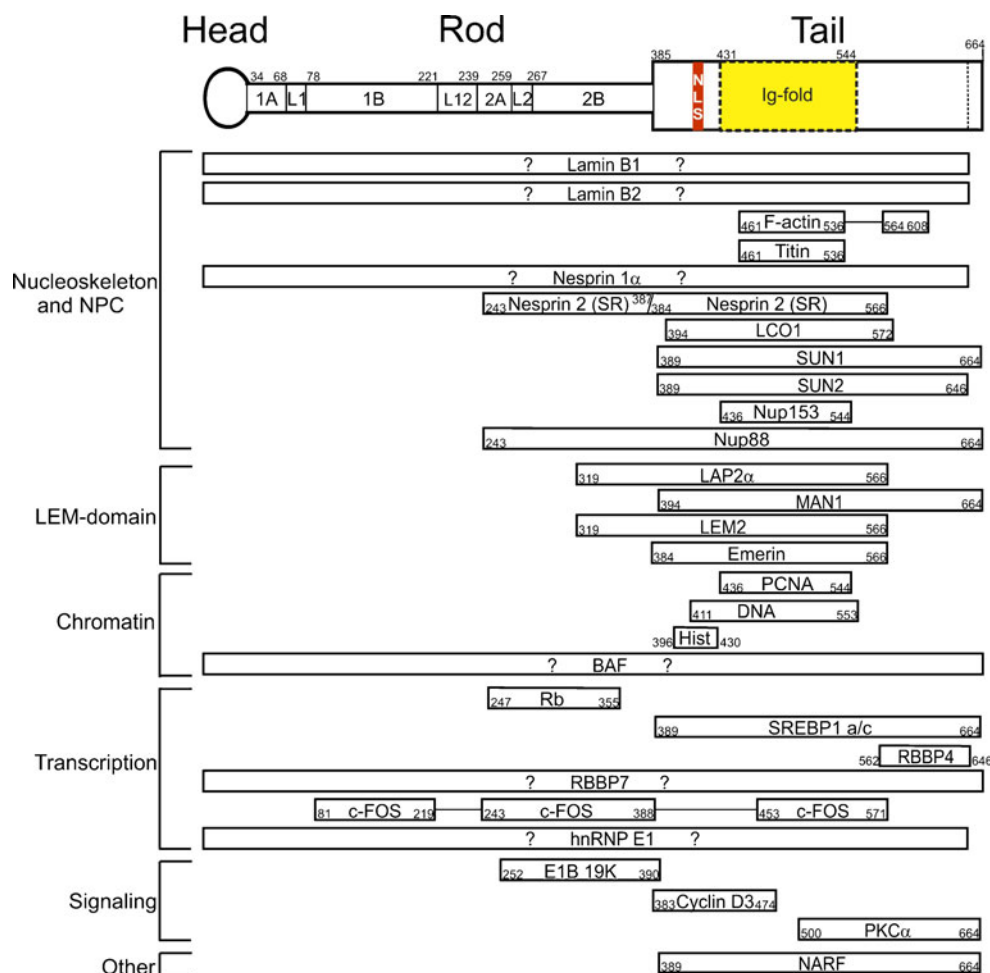 Head Rod Tail
34 68 78 221 239 259 267 385 431 544 664
1A L1 1B L12 2A L2 2B NLS Ig-fold
? Lamin B1 ?
? Lamin B2 ?
461 F-actin 536 564 608
461 Titin 536
Nucleoskeleton
and NPC
? Nesprin 1α ?
243 Nesprin 2 (SR) 387/384 Nesprin 2 (SR) 566
394 LCO1 572
389 SUN1 664
389 SUN2 646
436 Nup153 544
243 Nup88 664
LEM-domain
319 LAP2α 566
394 MAN1 664
319 LEM2 566
384 Emerin 566
Chromatin
436 PCNA 544
411 DNA 553
396 Hist 430
? BAF ?
Transcription
247 Rb 355
389 SREBP1 a/c 664
562 RBBP4 646
? RBBP7 ?
81 c-FOS 219 243 c-FOS 388 453 c-FOS 571
? hnRNP E1 ?
Signaling
252 E1B 19K 390
383 Cyclin D3 474
500 PKCα 664
Other
389 NARF 664